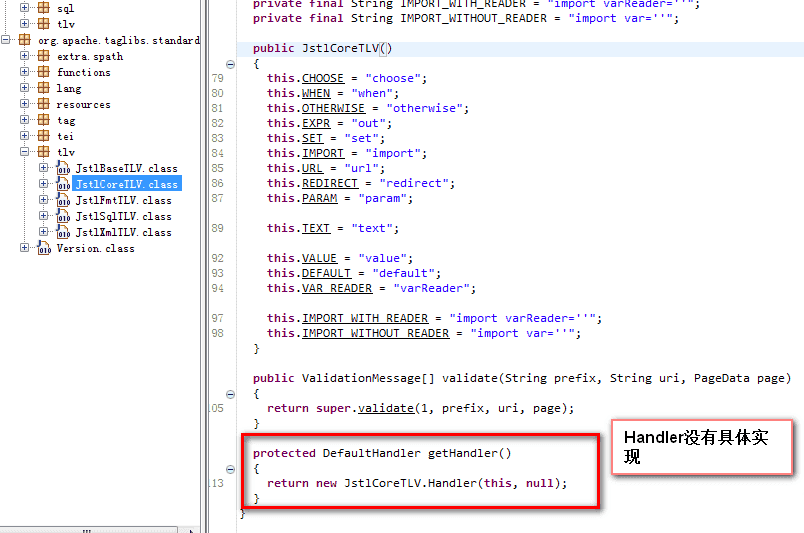 sql
tlv
org.apache.taglibs.standard
extra.spath
functions
lang
resources
tag
tei
tlv
JstlBaseTLV.class
JstlCoreTLV.class
JstlFmtTLV.class
JstlSqlTLV.class
JstlXmlTLV.class
Version.class
private final String IMPORT_WITH_READER = "import varReader=''";
private final String IMPORT_WITHOUT_READER = "import var=''";
public JstlCoreTLV()
{
79 this.CHOOSE = "choose";
80 this.WHEN = "when";
81 this.OTHERWISE = "otherwise";
82 this.EXPR = "out";
83 this.SET = "set";
84 this.IMPORT = "import";
85 this.URL = "url";
86 this.REDIRECT = "redirect";
87 this.PARAM = "param";
89 this.TEXT = "text";
92 this.VALUE = "value";
93 this.DEFAULT = "default";
94 this.VAR_READER = "varReader";
97 this.IMPORT_WITH_READER = "import varReader=''";
98 this.IMPORT_WITHOUT_READER = "import var=''";
}
public ValidationMessage[] validate(String prefix, String uri, PageData page)
{
05 return super.validate(1, prefix, uri, page);
}
protected DefaultHandler getHandler()
{
13 return new JstlCoreTLV.Handler(this, null);
}
}
Handler没有具体实
现